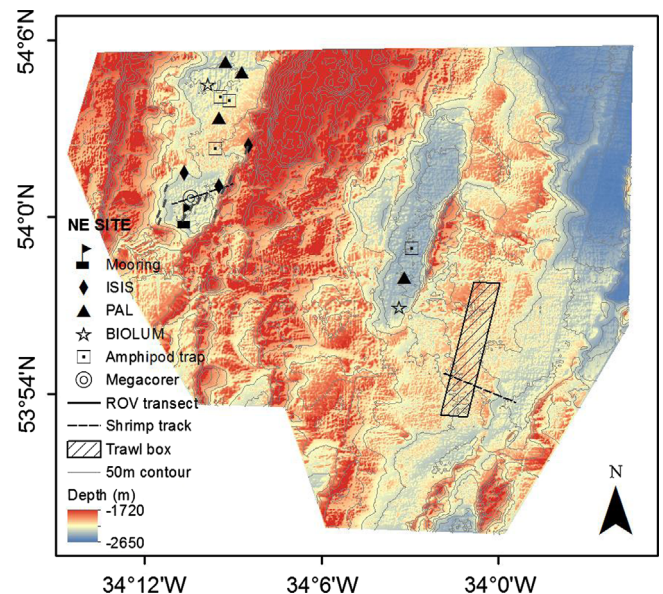 54°6'N
54°0'N
53°54'N
NE SITE
Mooring
ISIS
PAL
BIOLUM
Amphipod trap
Megacorer
ROV transect
Shrimp track
Trawl box
50m contour
Depth (m)
-1720
-2650
N
34°12'W
34°6'W
34°0'W